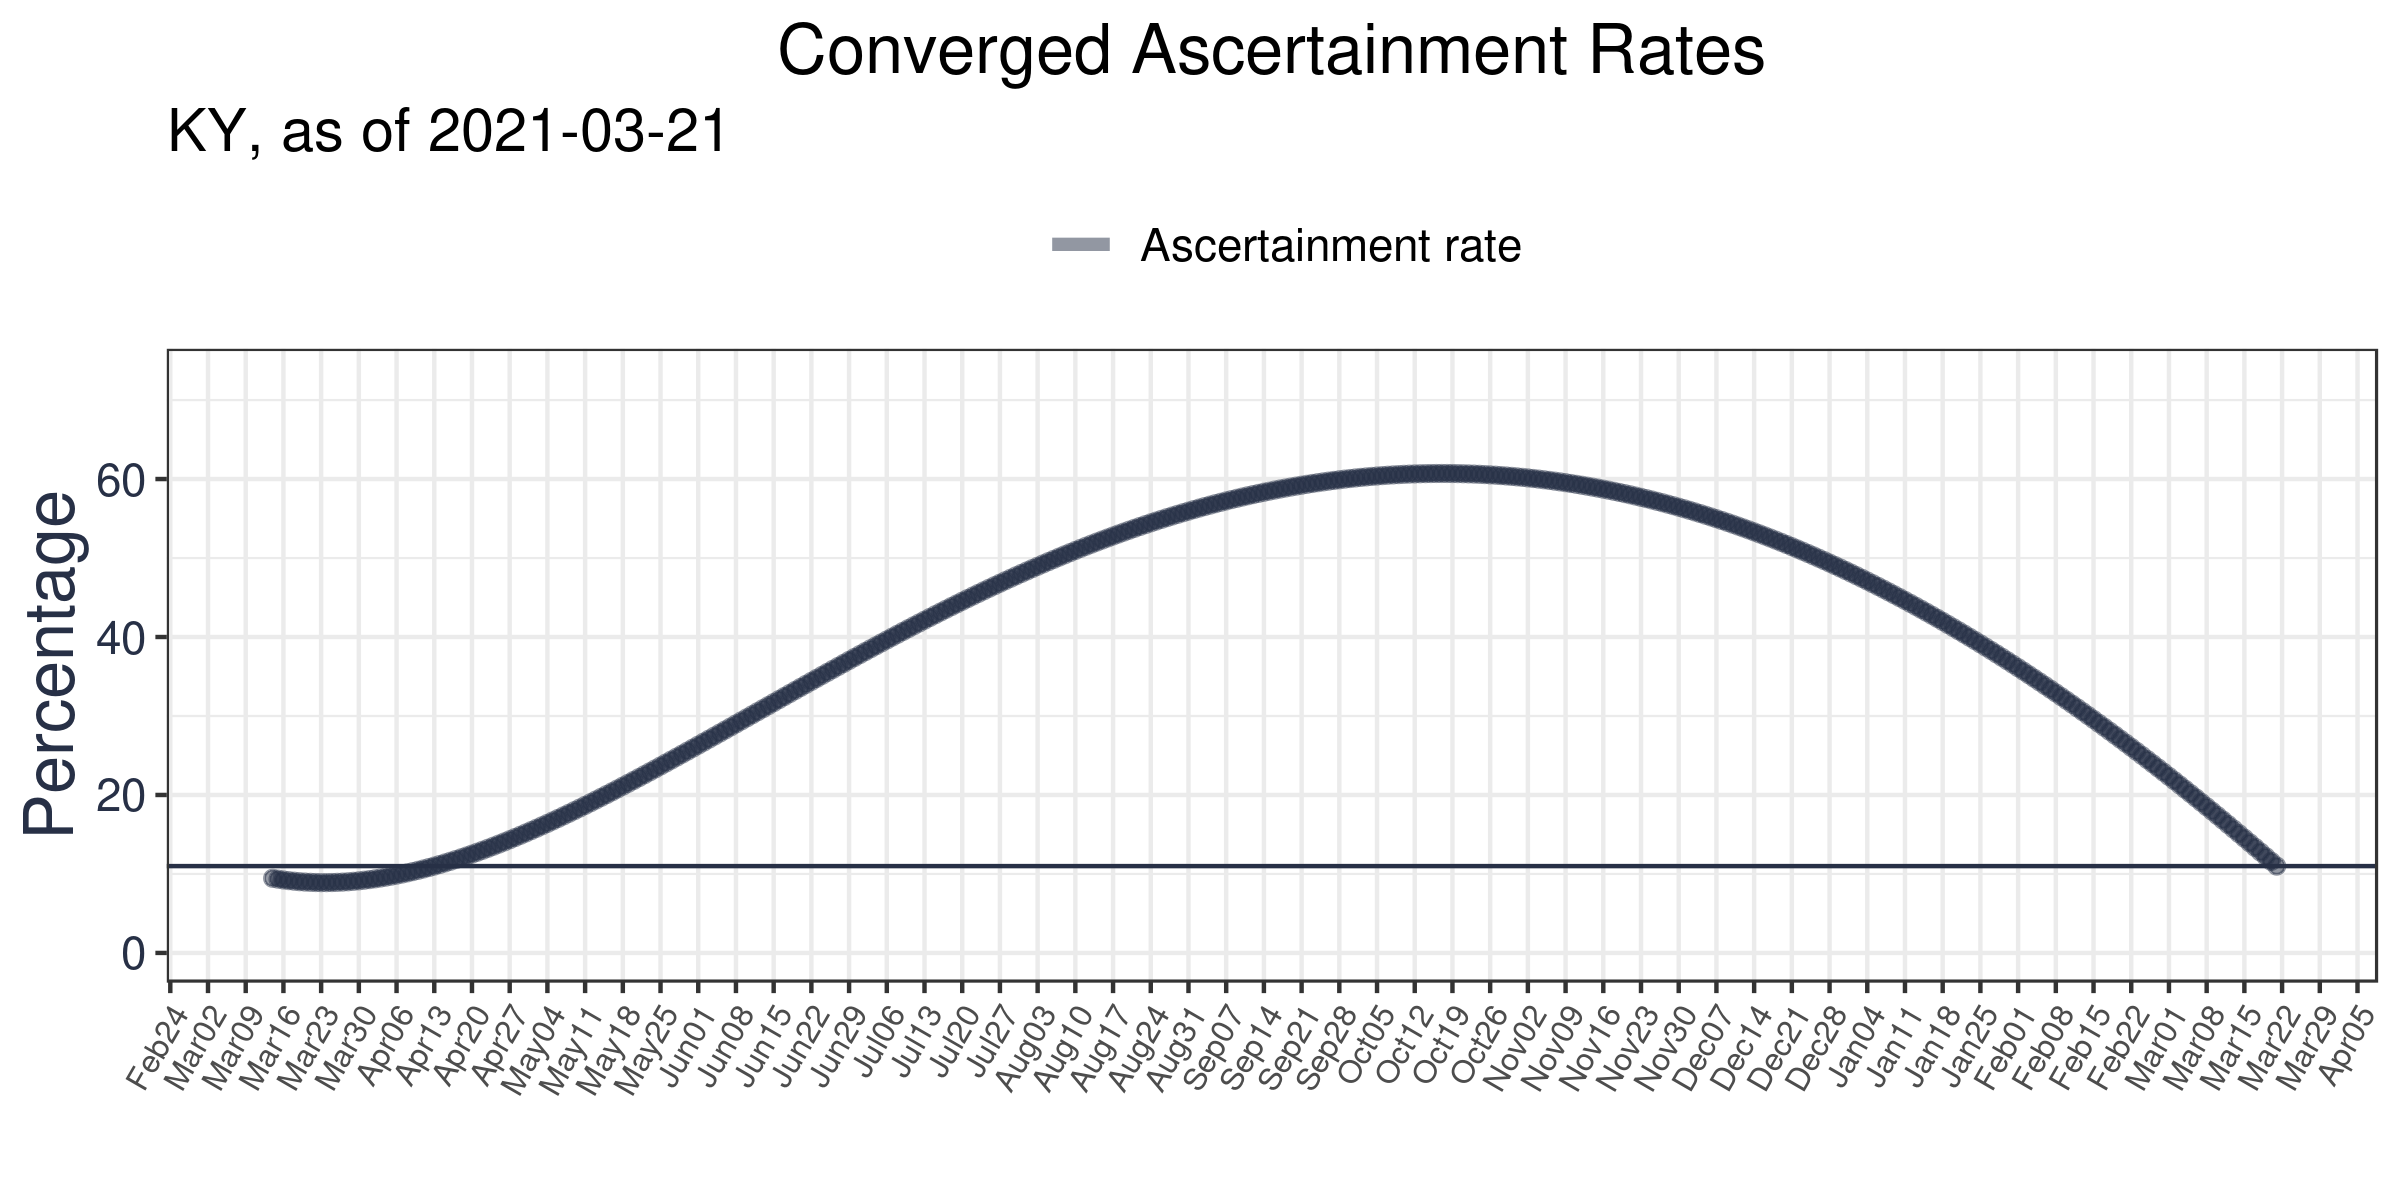 Converged Ascertainment Rates
KY, as of 2021-03-21
Ascertainment rate
Percentage
60
40
20
0
Feb24
Mar02
Mar09
Mar16
Mar23
Mar30
Apr06
Apr13
Apr20
Apr27
May04
May11
May18
May25
Jun01
Jun08
Jun15
Jun22
Jun29
Jul06
Jul13
Jul20
Jul27
Aug03
Aug10
Aug17
Aug24
Aug31
Sep07
Sep14
Sep21
Sep28
Oct05
Oct12
Oct19
Oct26
Nov02
Nov09
Nov16
Nov23
Nov30
Dec07
Dec14
Dec21
Dec28
Jan04
Jan11
Jan18
Jan25
Feb01
Feb08
Feb15
Feb22
Mar01
Mar08
Mar15
Mar22
Mar29
Apr05